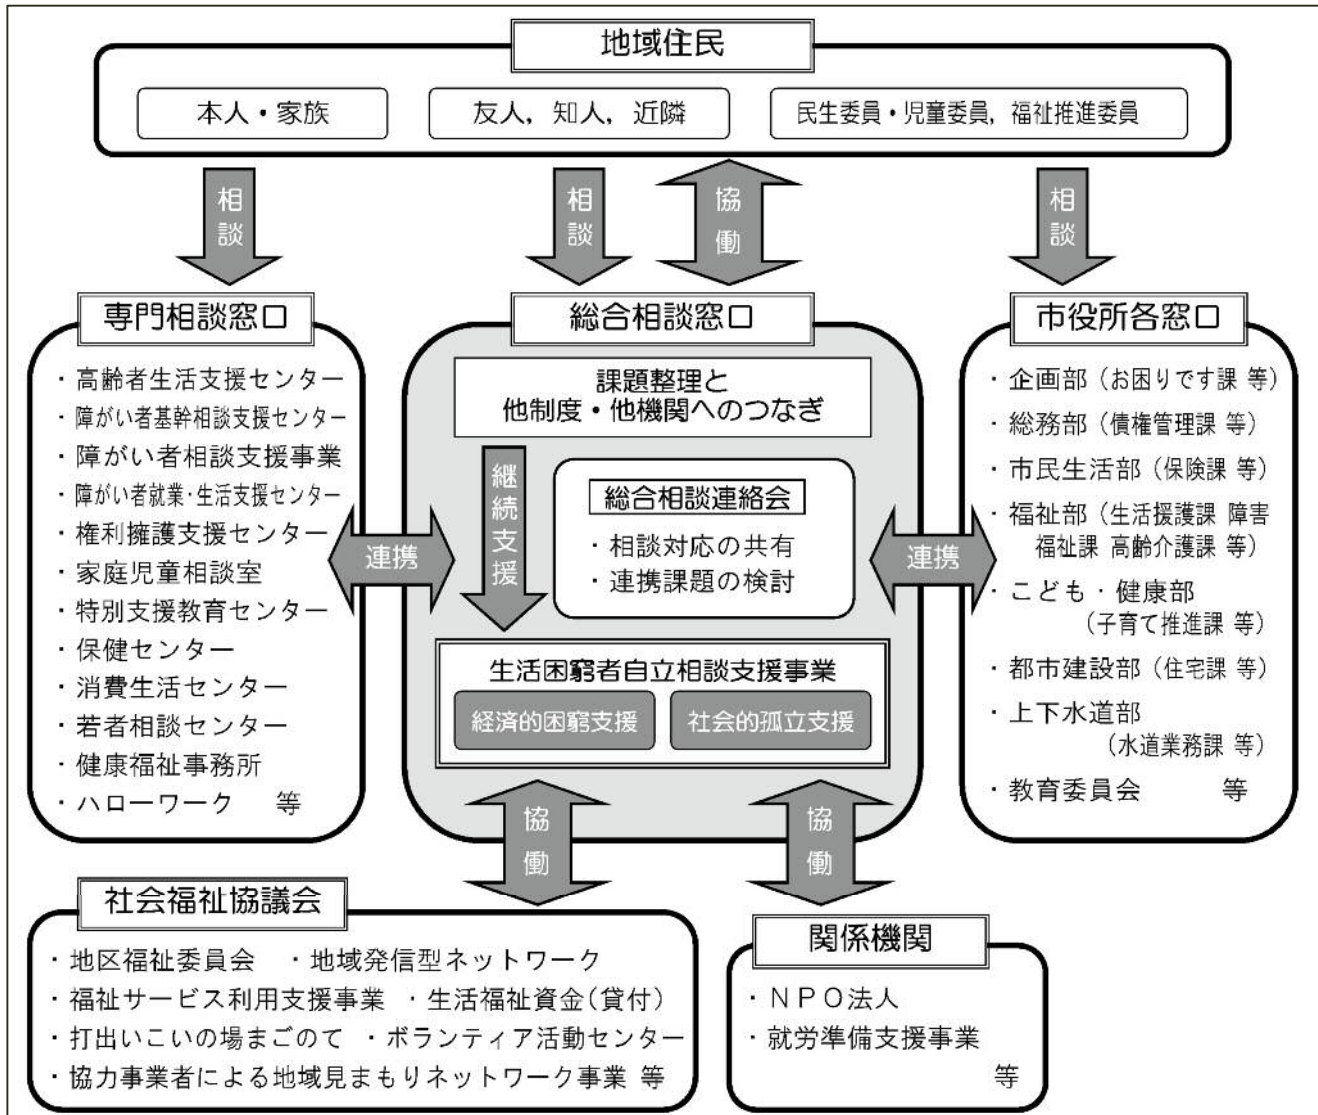 地域住民
本人・家族
友人，知人，近隣
民生委員・児童委員，福祉推進委員
相談
相談
協働
相談
専門相談窓口
・高齢者生活支援センター
・障がい者基幹相談支援センター
・障がい者相談支援事業
・障がい者就業・生活支援センター
・権利擁護支援センター
・家庭児童相談室
・特別支援教育センター
・保健センター
・消費生活センター
・若者相談センター
・健康福祉事務所
・ハローワーク　等
連携
総合相談窓口
課題整理と
他制度・他機関へのつなぎ
継続支援
総合相談連絡会
・相談対応の共有
・連携課題の検討
生活困窮者自立相談支援事業
経済的困窮支援
社会的孤立支援
連携
市役所各窓口
・企画部（お困りです課 等）
・総務部（債権管理課 等）
・市民生活部（保険課 等）
・福祉部（生活援護課 障害
福祉課 高齢介護課 等）
・こども・健康部
（子育て推進課 等）
・都市建設部（住宅課 等）
・上下水道部
（水道業務課 等）
・教育委員会　　等
協働
協働
社会福祉協議会
・地区福祉委員会　・地域発信型ネットワーク
・福祉サービス利用支援事業　・生活福祉資金（貸付）
・打出いこいの場まごのて　・ボランティア活動センター
・協力事業者による地域見まもりネットワーク事業 等
関係機関
・ＮＰＯ法人
・就労準備支援事業
等